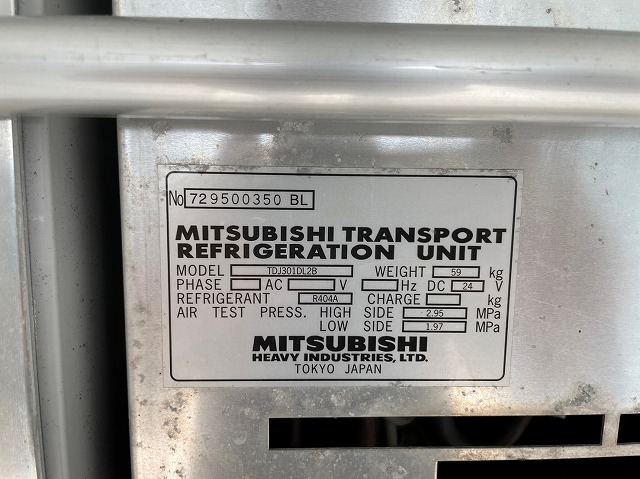 No 729500350 BL
MITSUBISHI TRANSPORT
REFRIGERATION UNIT
MODEL TDJ301DL2B WEIGHT 59 kg
PHASE AC V Hz DC 24 V
REFRIGERANT R404A CHARGE kg
AIR TEST PRESS. HIGH SIDE 2.95 MPa
LOW SIDE 1.97 MPa
MITSUBISHI
HEAVY INDUSTRIES, LTD.
TOKYO JAPAN